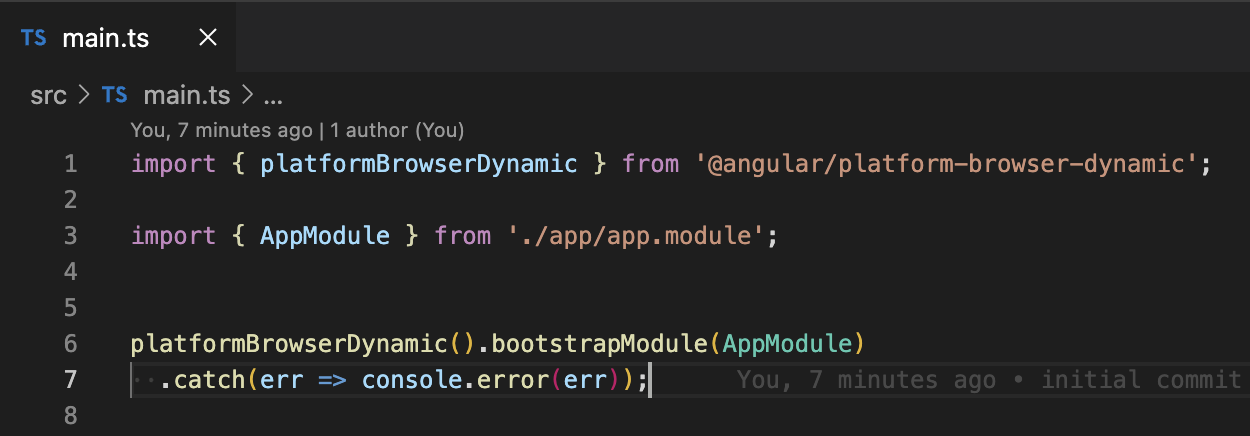 TS main.ts ×
src > TS main.ts > ...
You, 7 minutes ago | 1 author (You)
1 import { platformBrowserDynamic } from '@angular/platform-browser-dynamic';
2
3 import { AppModule } from './app/app.module';
4
5
6 platformBrowserDynamic().bootstrapModule(AppModule)
7 ··.catch(err => console.error(err)); You, 7 minutes ago • initial commit
8